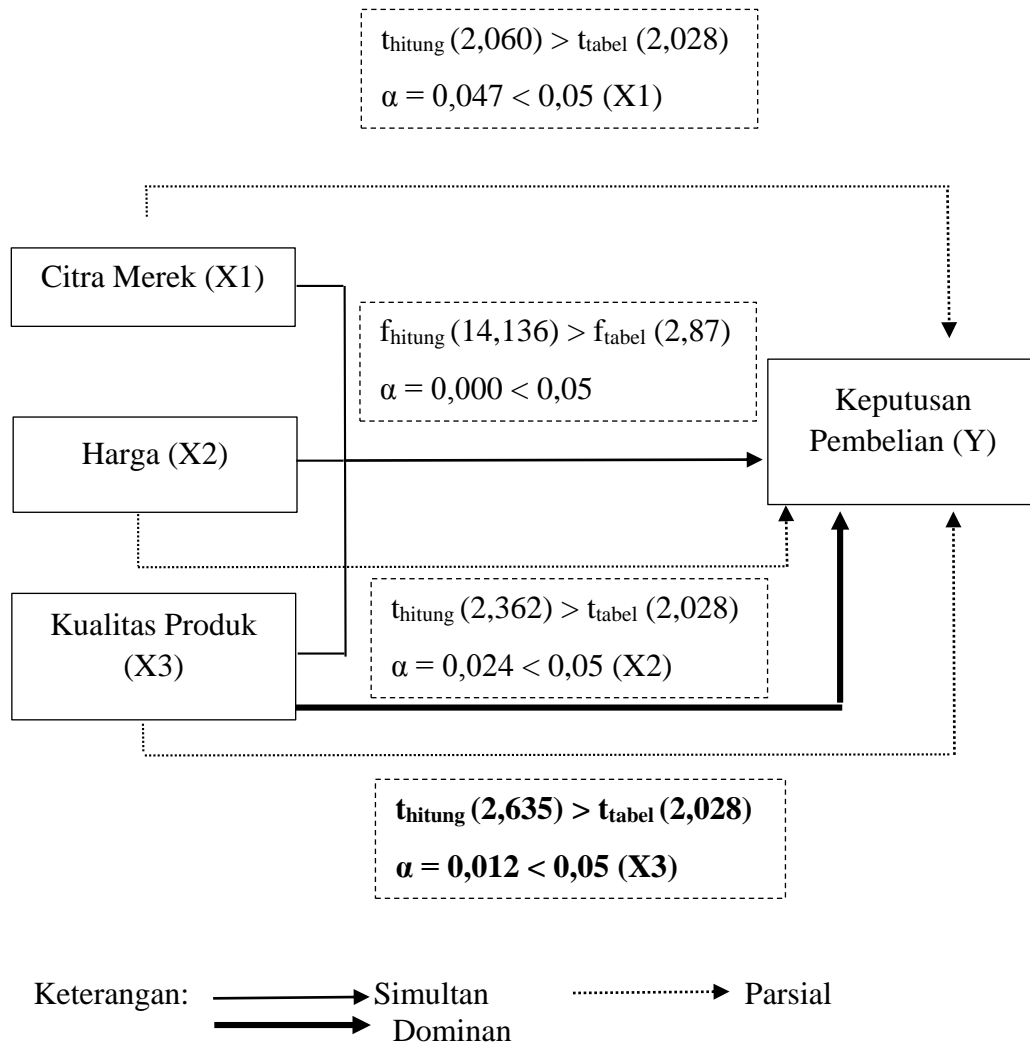 thitung (2,060) > ttabel (2,028)
α = 0,047 < 0,05 (X1)
Citra Merek (X1)
fhitung (14,136) > ftabel (2,87)
α = 0,000 < 0,05
Keputusan
Pembelian (Y)
Harga (X2)
Kualitas Produk
(X3)
thitung (2,362) > ttabel (2,028)
α = 0,024 < 0,05 (X2)
thitung (2,635) > ttabel (2,028)
α = 0,012 < 0,05 (X3)
Keterangan: Simultan Parsial
Dominan